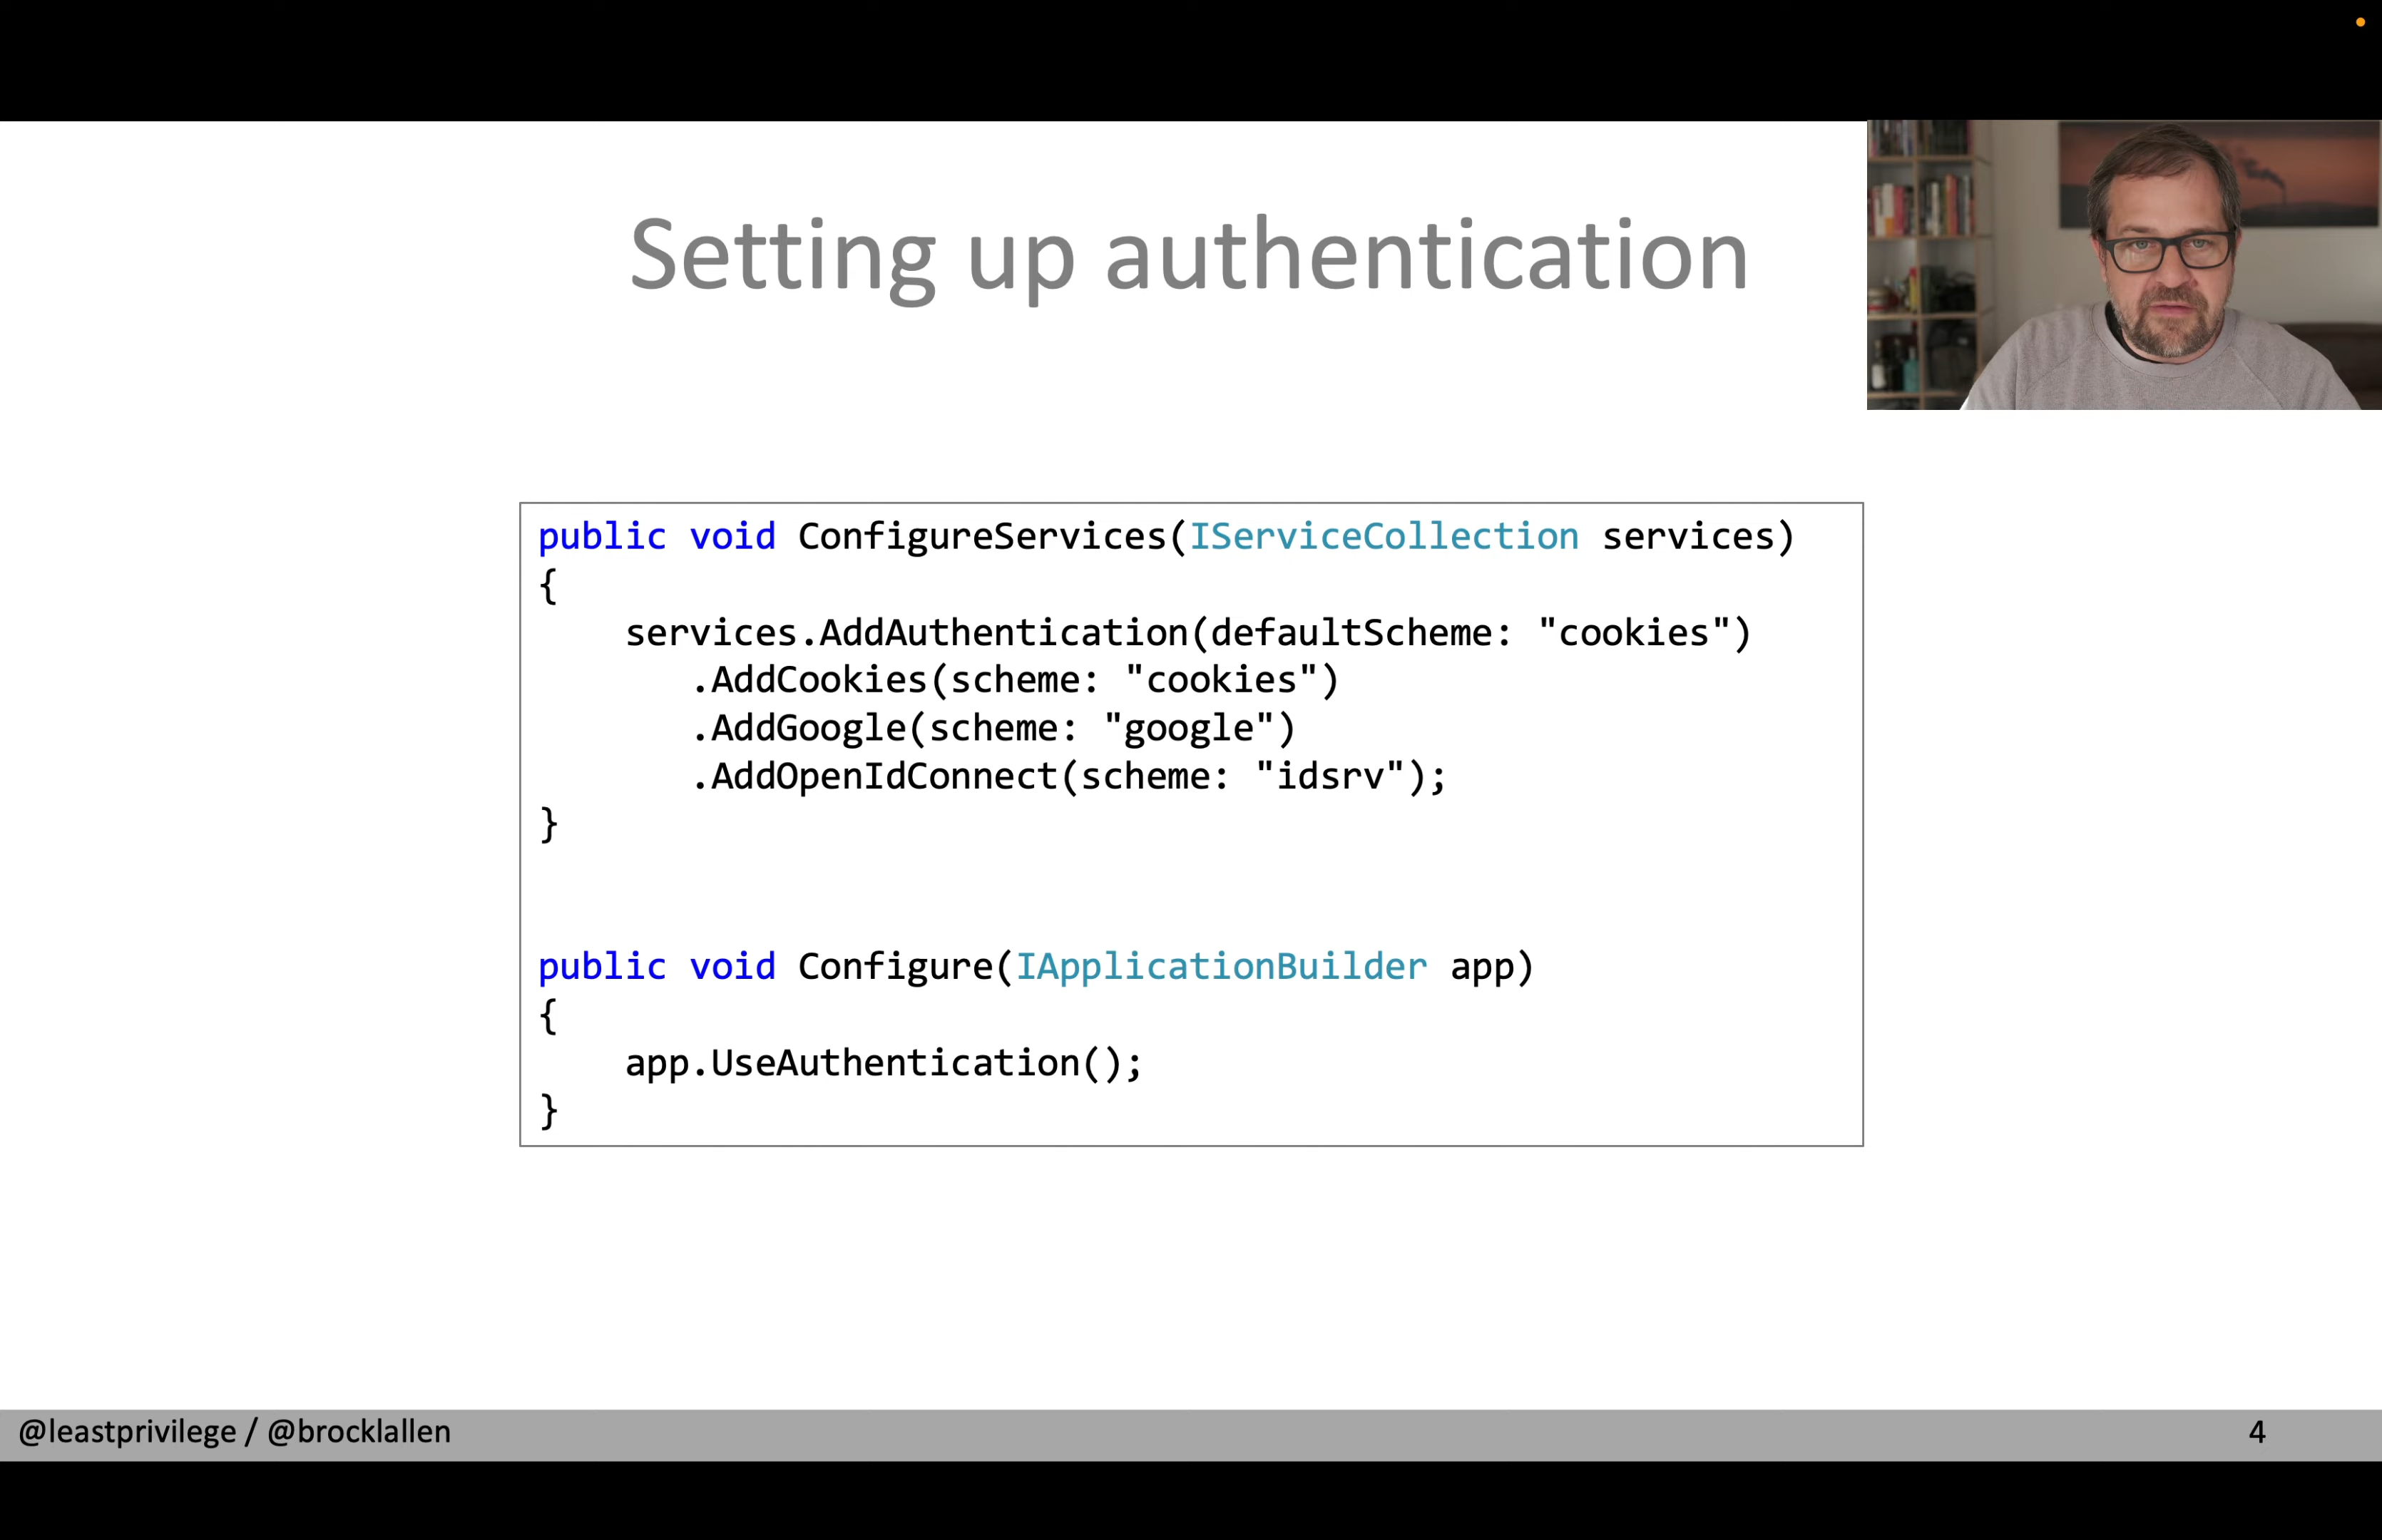 Setting up authentication
public void ConfigureServices(IServiceCollection services)
{
    services.AddAuthentication(defaultScheme: "cookies")
       .AddCookies(scheme: "cookies")
       .AddGoogle(scheme: "google")
       .AddOpenIdConnect(scheme: "idsrv");
}
public void Configure(IApplicationBuilder app)
{
    app.UseAuthentication();
}
@leastprivilege / @brocklallen
4